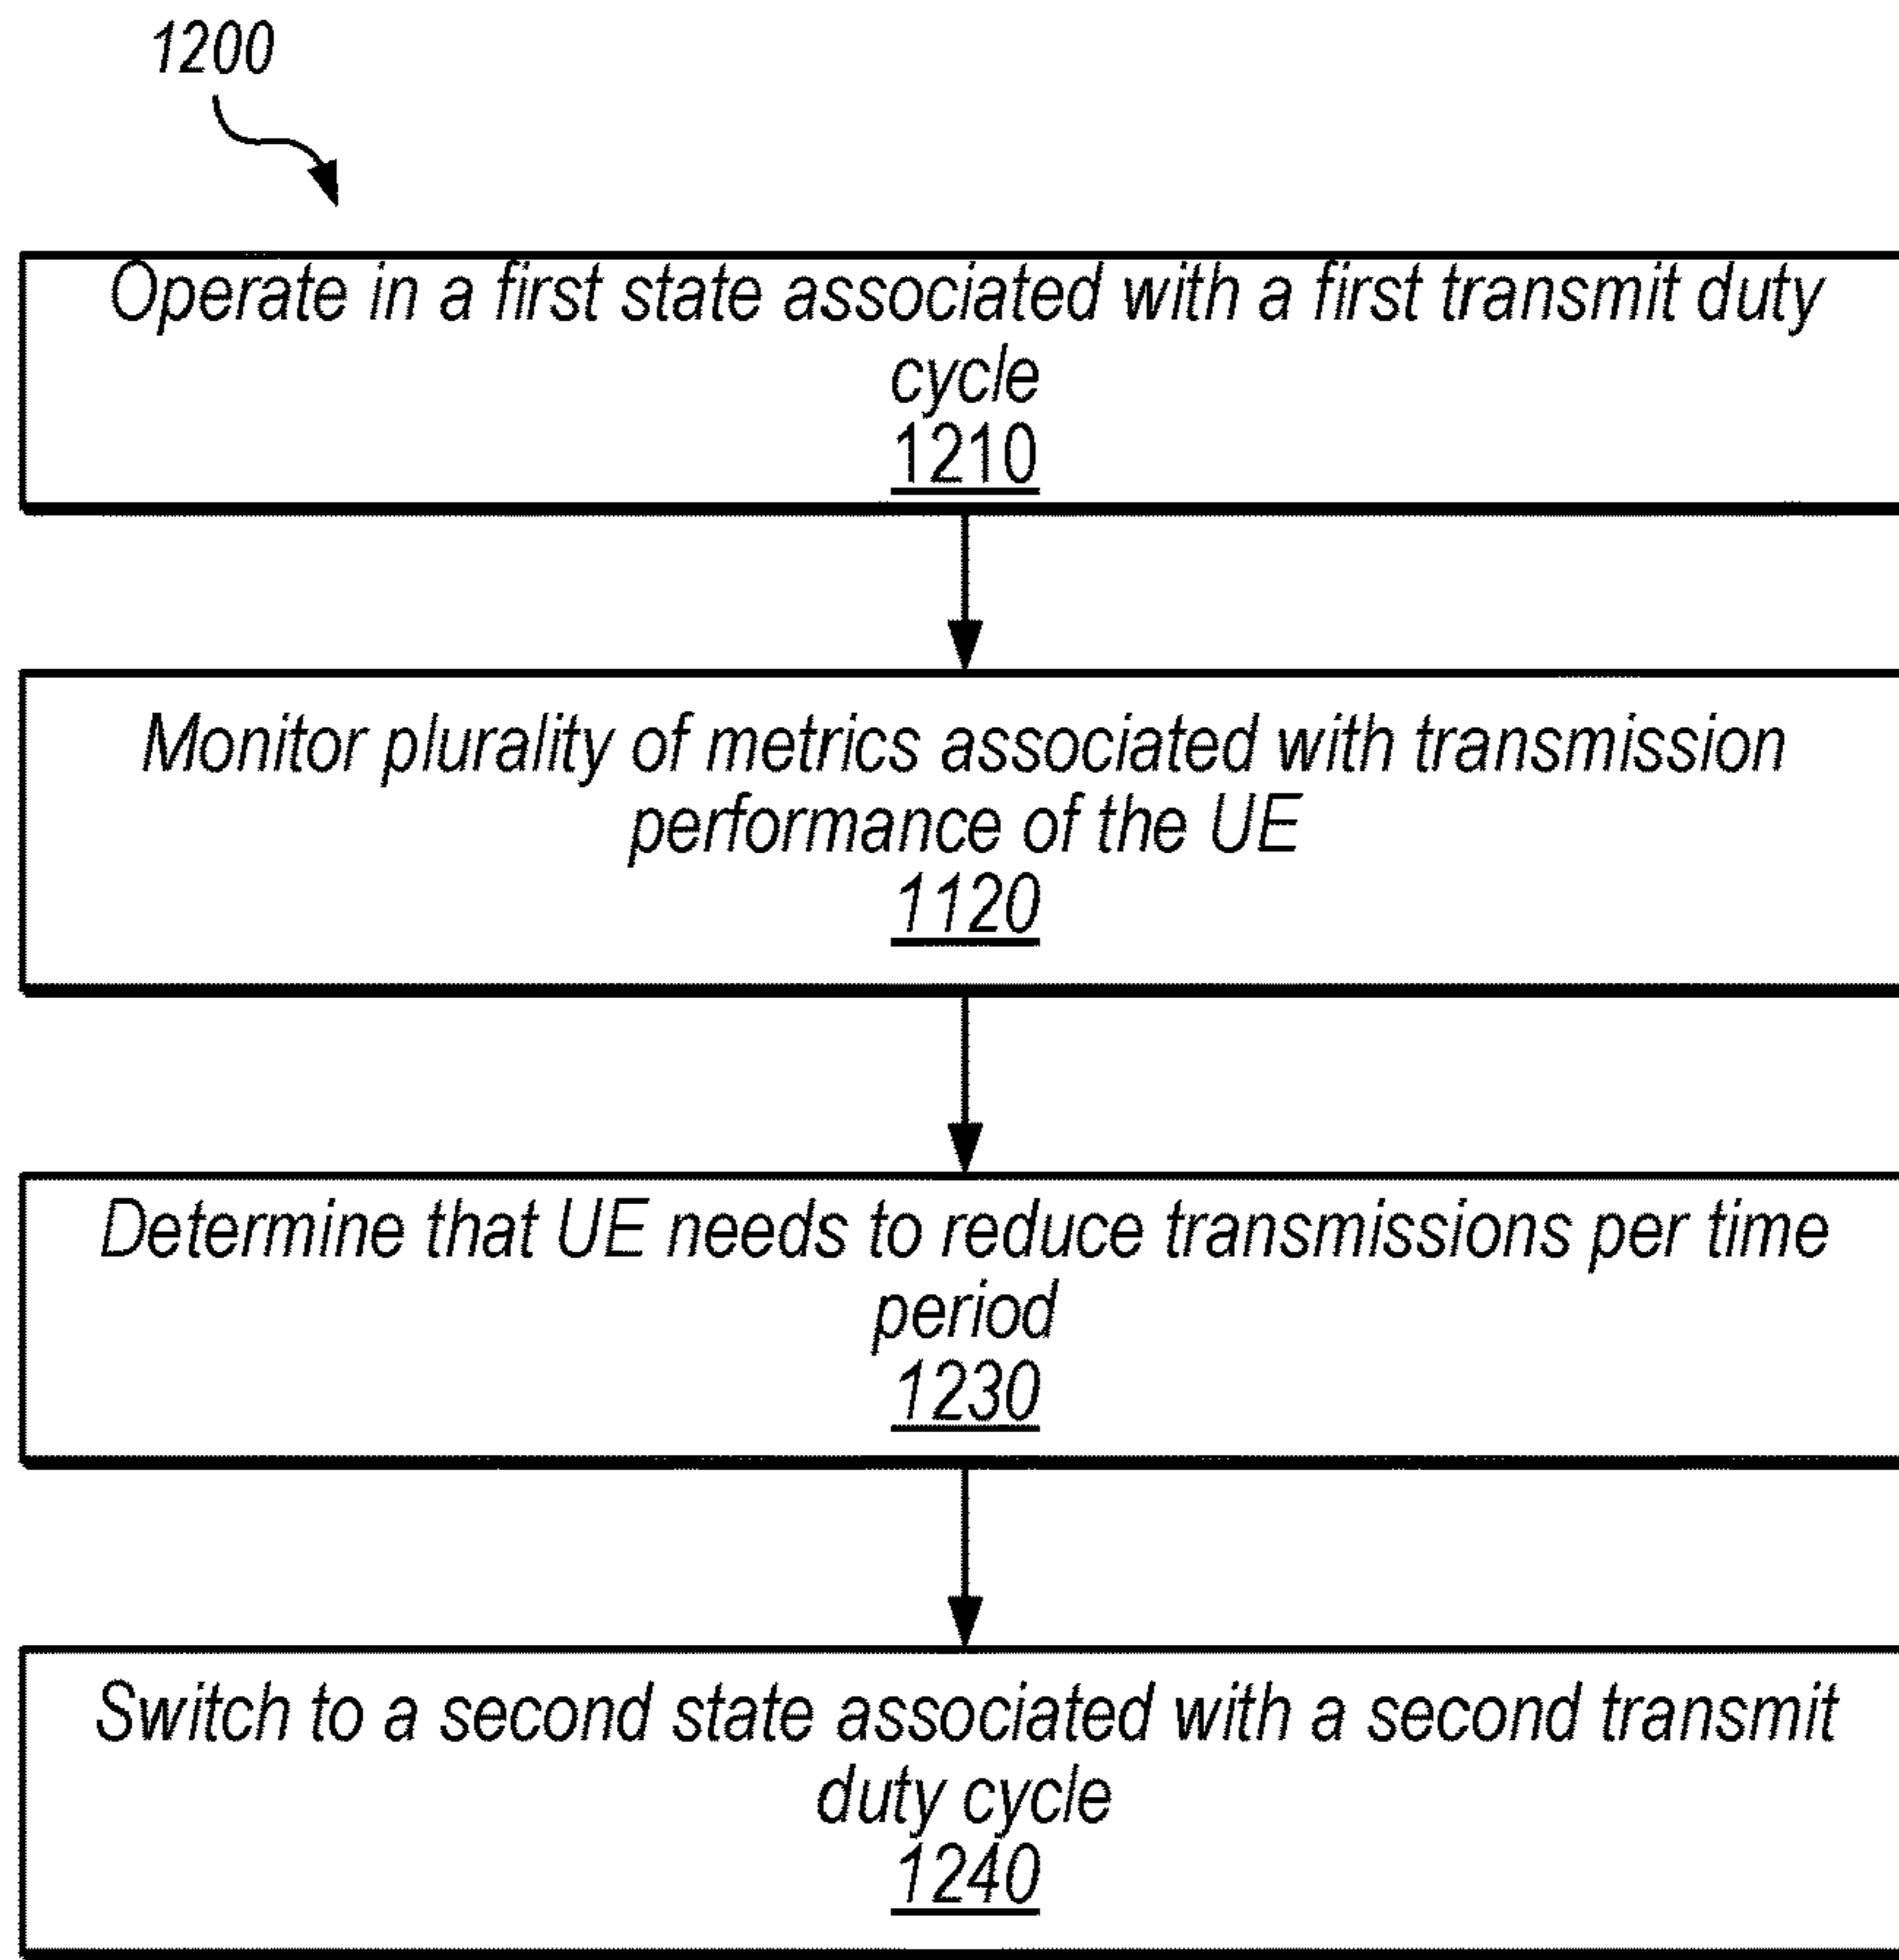 1200
Operate in a first state associated with a first transmit duty
cycle
1210
Monitor plurality of metrics associated with transmission
performance of the UE
1120
Determine that UE needs to reduce transmissions per time
period
1230
Switch to a second state associated with a second transmit
duty cycle
1240